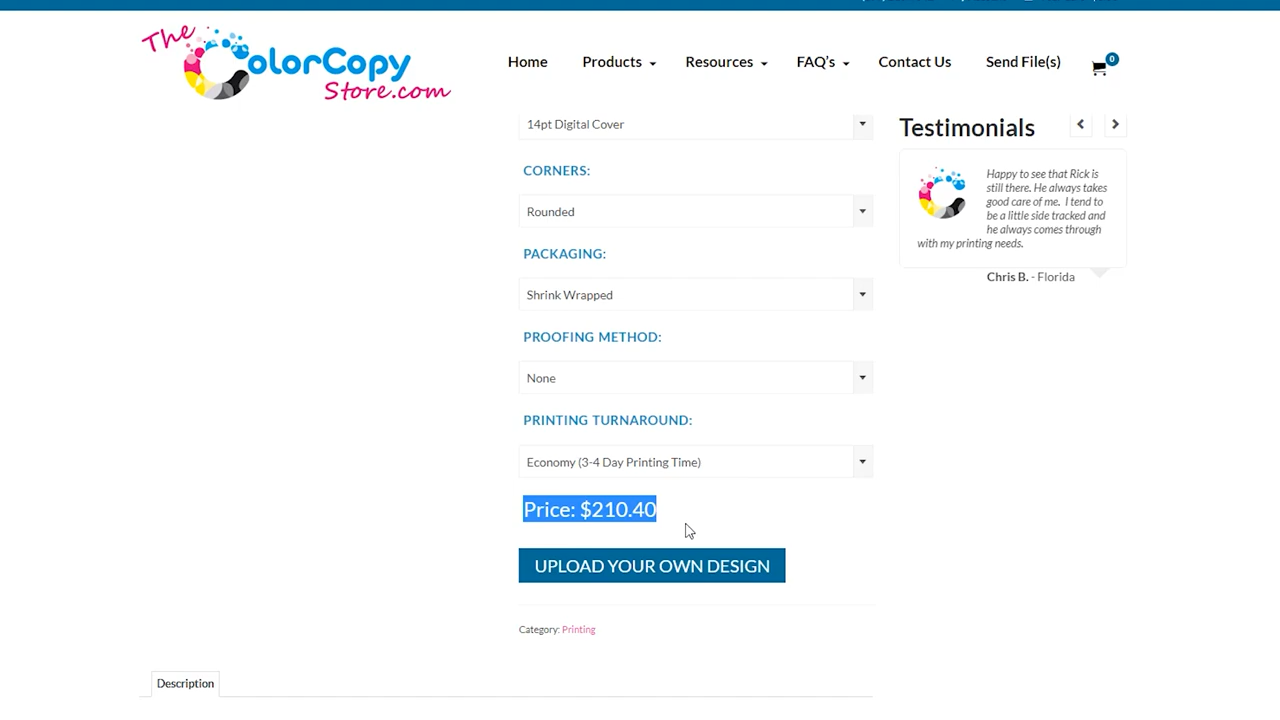 The ColorCopy Store.com
Home
Products
Resources
FAQ's
Contact Us
Send File(s)
0
14pt Digital Cover
CORNERS:
Rounded
PACKAGING:
Shrink Wrapped
PROOFING METHOD:
None
PRINTING TURNAROUND:
Economy (3-4 Day Printing Time)
Price: $210.40
UPLOAD YOUR OWN DESIGN
Category: Printing
Description
Testimonials
Happy to see that Rick is
still there. He always takes
good care of me. I tend to
be a little side tracked and
he always comes through
with my printing needs.
Chris B. - Florida